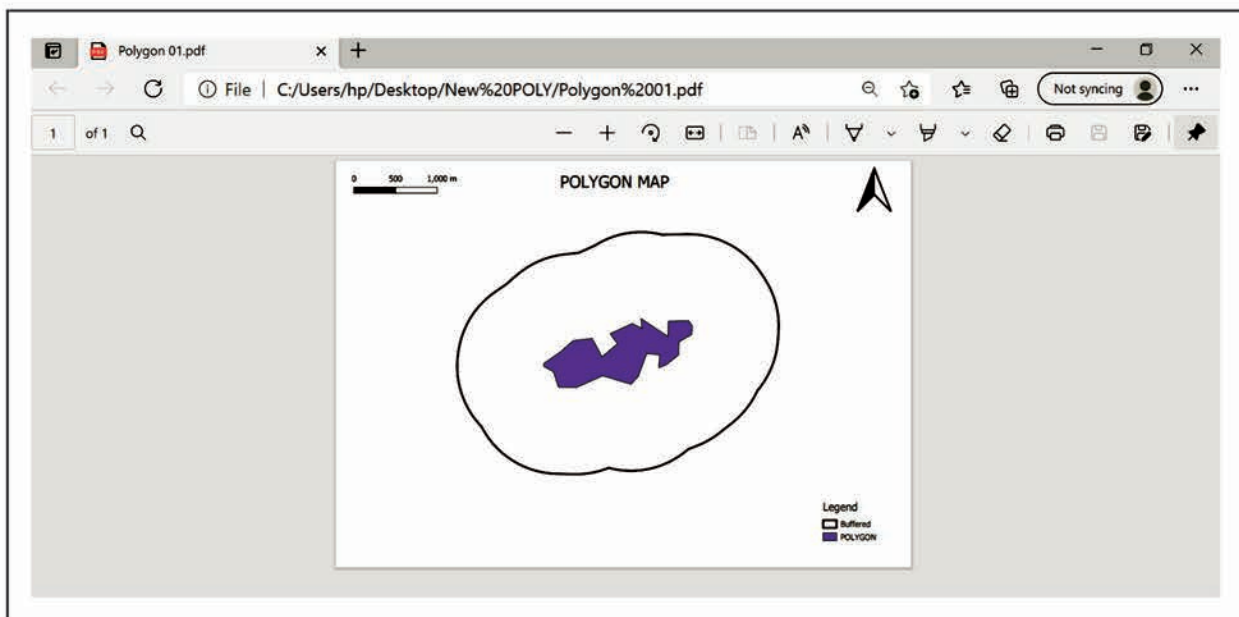 Polygon 01.pdf
File | C:/Users/hp/Desktop/New%20POLY/Polygon%2001.pdf
Not syncing
1 of 1
0 500 1,000 m
POLYGON MAP
Legend
Buffered
POLYGON